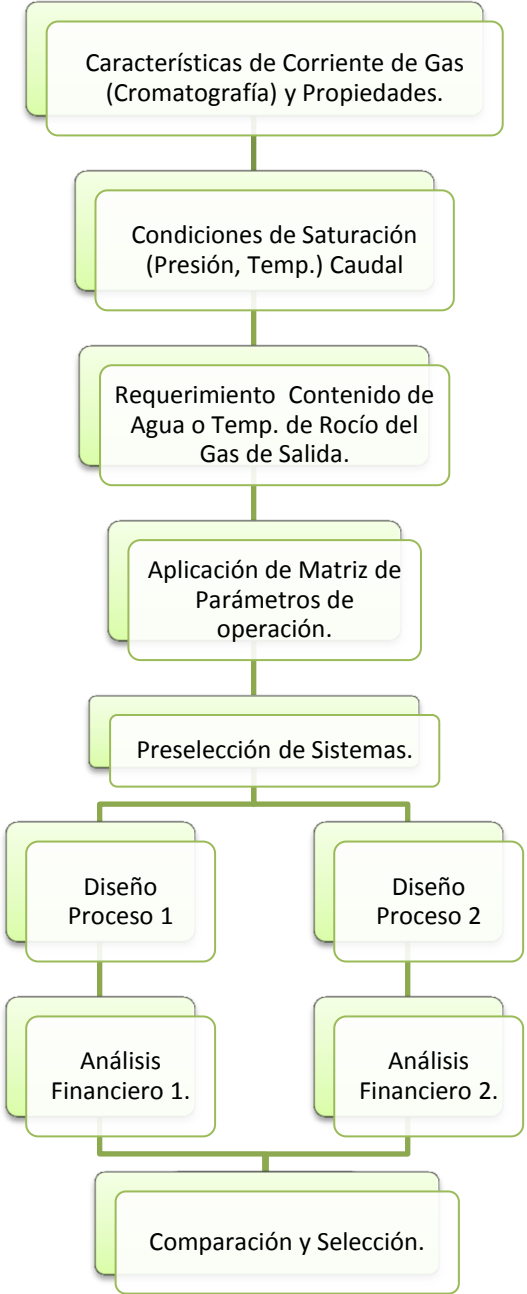 Características de Corriente de Gas
(Cromatografía) y Propiedades.
Condiciones de Saturación
(Presión, Temp.) Caudal
Requerimiento Contenido de
Agua o Temp. de Rocío del
Gas de Salida.
Aplicación de Matriz de
Parámetros de
operación.
Preselección de Sistemas.
Diseño
Proceso 1
Diseño
Proceso 2
Análisis
Financiero 1.
Análisis
Financiero 2.
Comparación y Selección.